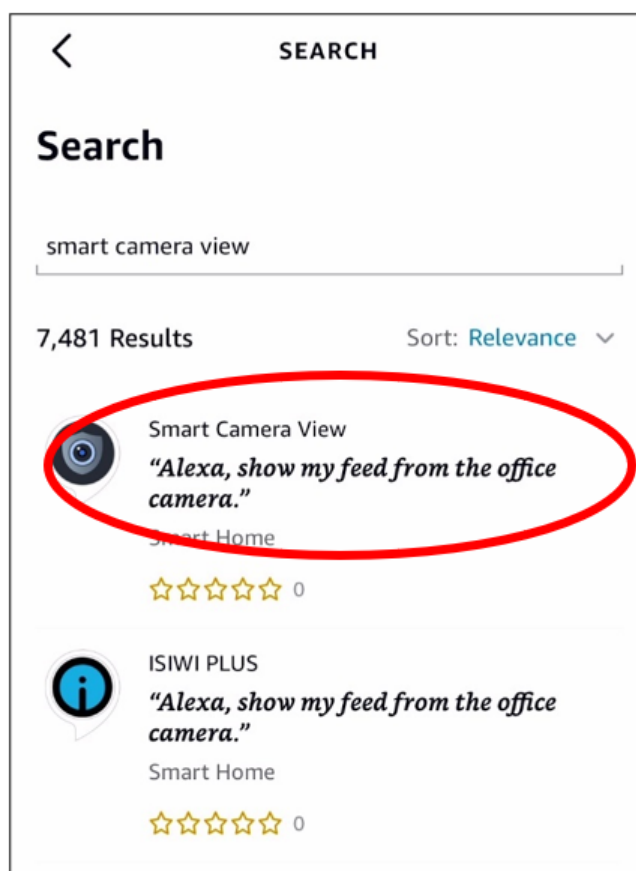 SEARCH
Search
smart camera view
7,481 Results Sort: Relevance
Smart Camera View
“Alexa, show my feed from the office
camera.”
Smart Home
0
ISIWI PLUS
“Alexa, show my feed from the office
camera.”
Smart Home
0